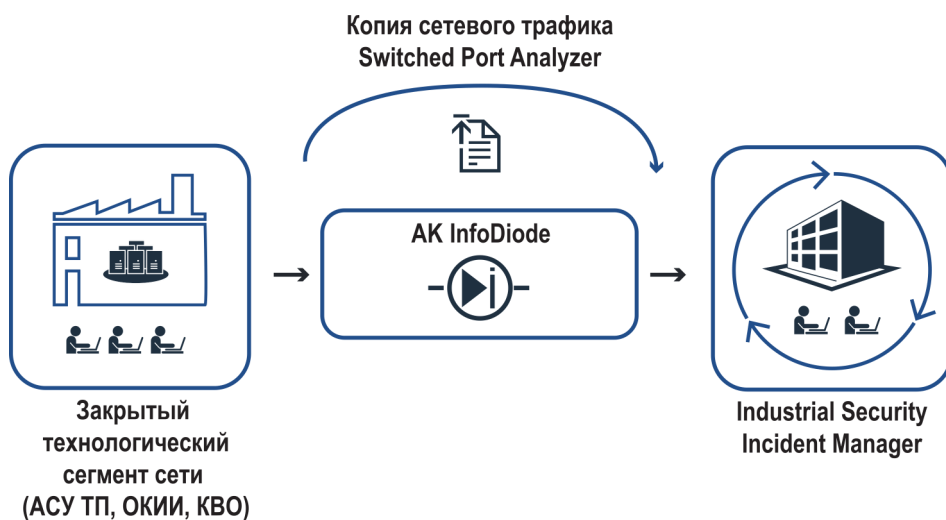 Копия сетевого трафика
Switched Port Analyzer
AK InfoDiode
Закрытый
технологический
сегмент сети
(АСУ ТП, ОКИИ, КВО)
Industrial Security
Incident Manager